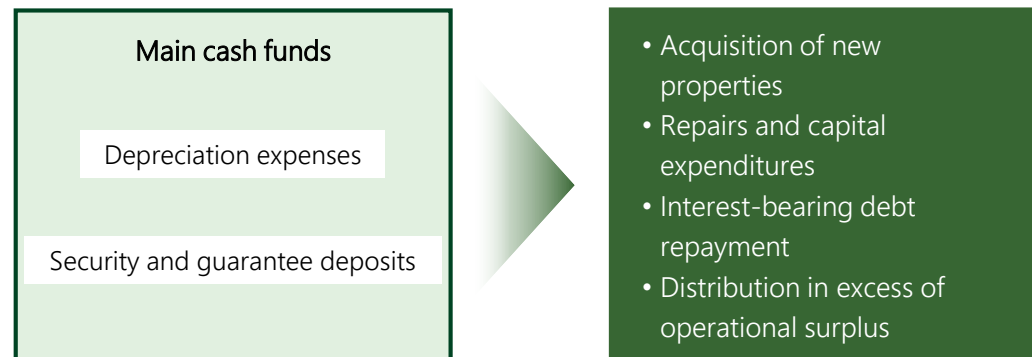 Main cash funds
Depreciation expenses
Security and guarantee deposits
• Acquisition of new
properties
• Repairs and capital
expenditures
• Interest-bearing debt
repayment
• Distribution in excess of
operational surplus